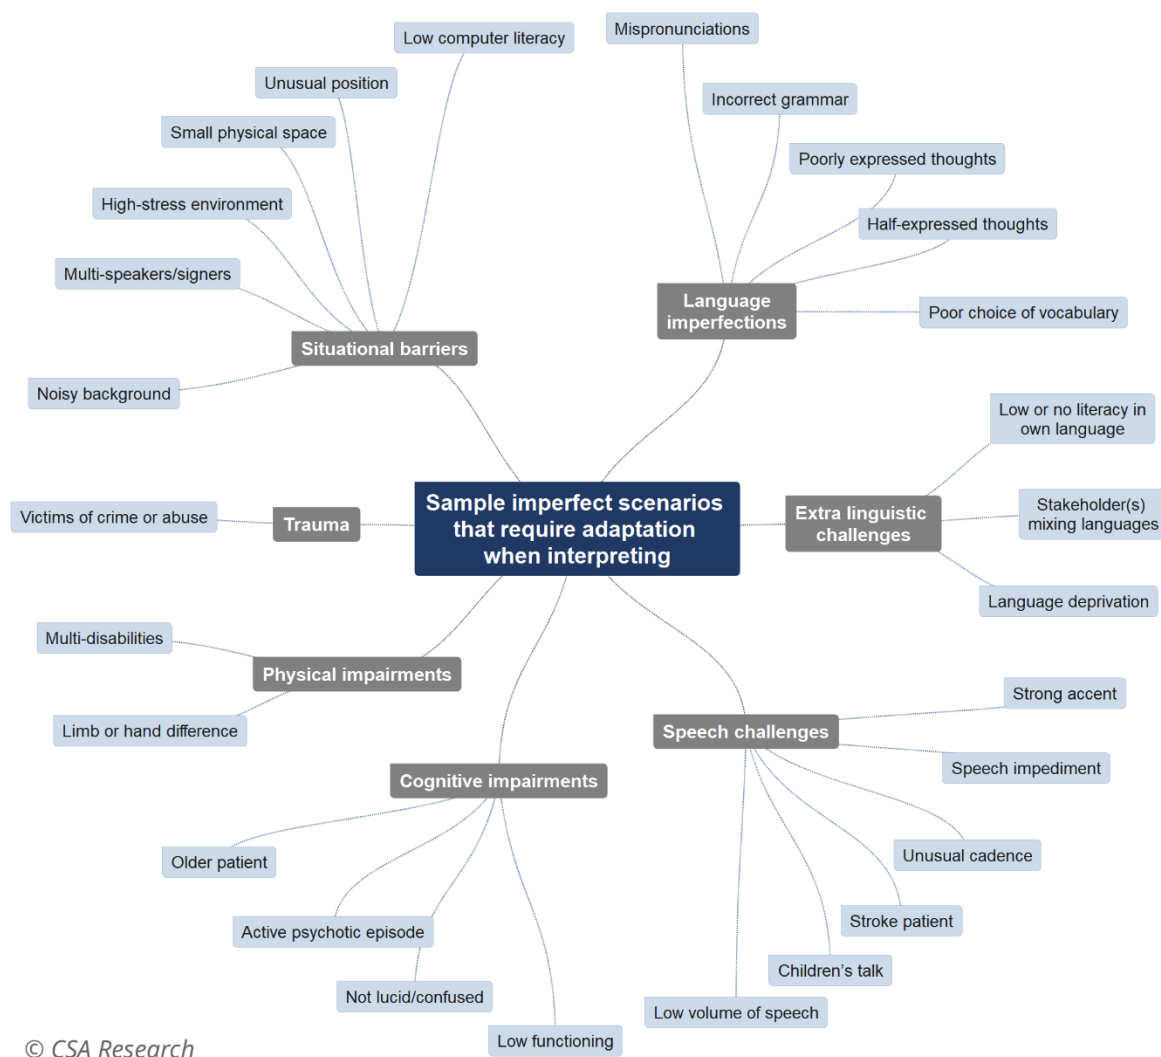 Low computer literacy
Unusual position
Small physical space
High-stress environment
Multi-speakers/signers
Situational barriers
Noisy background
Mispronunciations
Incorrect grammar
Poorly expressed thoughts
Half-expressed thoughts
Language
imperfections
Poor choice of vocabulary
Low or no literacy in
own language
Extra linguistic
challenges
Stakeholder(s)
mixing languages
Language deprivation
Sample imperfect scenarios
that require adaptation
when interpreting
Victims of crime or abuse
Trauma
Multi-disabilities
Physical impairments
Limb or hand difference
Cognitive impairments
Older patient
Active psychotic episode
Not lucid/confused
Low functioning
Speech challenges
Strong accent
Speech impediment
Unusual cadence
Stroke patient
Children’s talk
Low volume of speech
© CSA Research